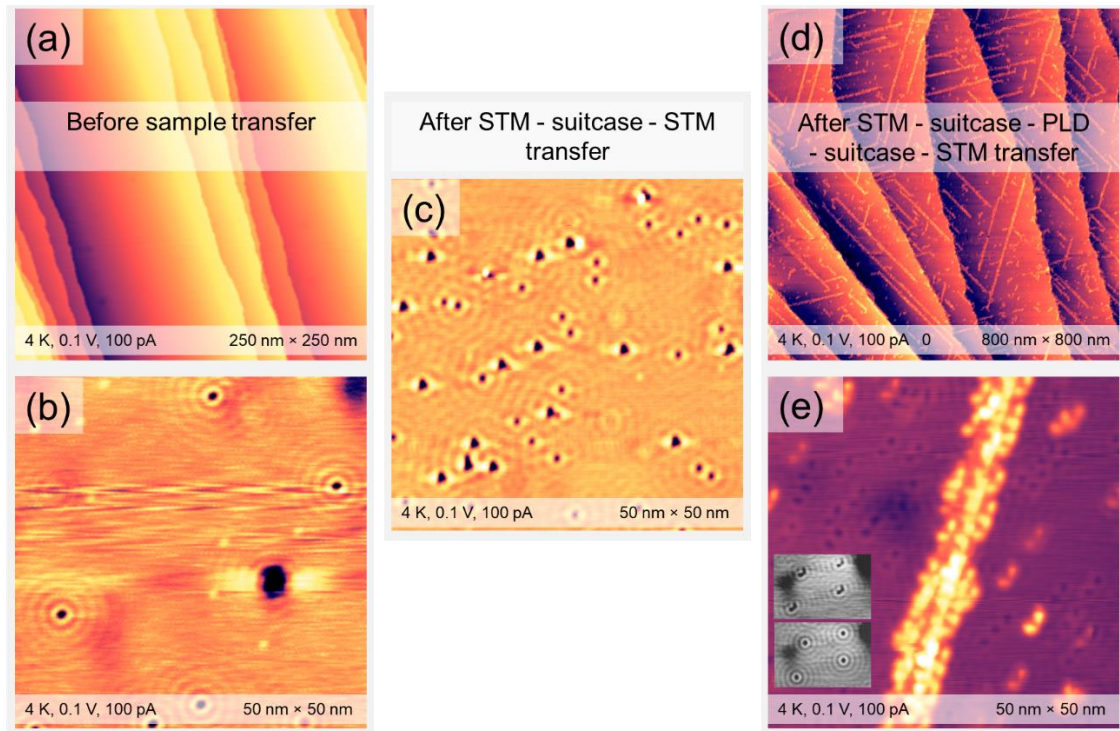 (a)
Before sample transfer
4 K, 0.1 V, 100 pA 250 nm × 250 nm
(b)
4 K, 0.1 V, 100 pA 50 nm × 50 nm
After STM - suitcase - STM
transfer
(c)
4 K, 0.1 V, 100 pA 50 nm × 50 nm
(d)
After STM - suitcase - PLD
- suitcase - STM transfer
4 K, 0.1 V, 100 pA 0 800 nm × 800 nm
(e)
4 K, 0.1 V, 100 pA 50 nm × 50 nm